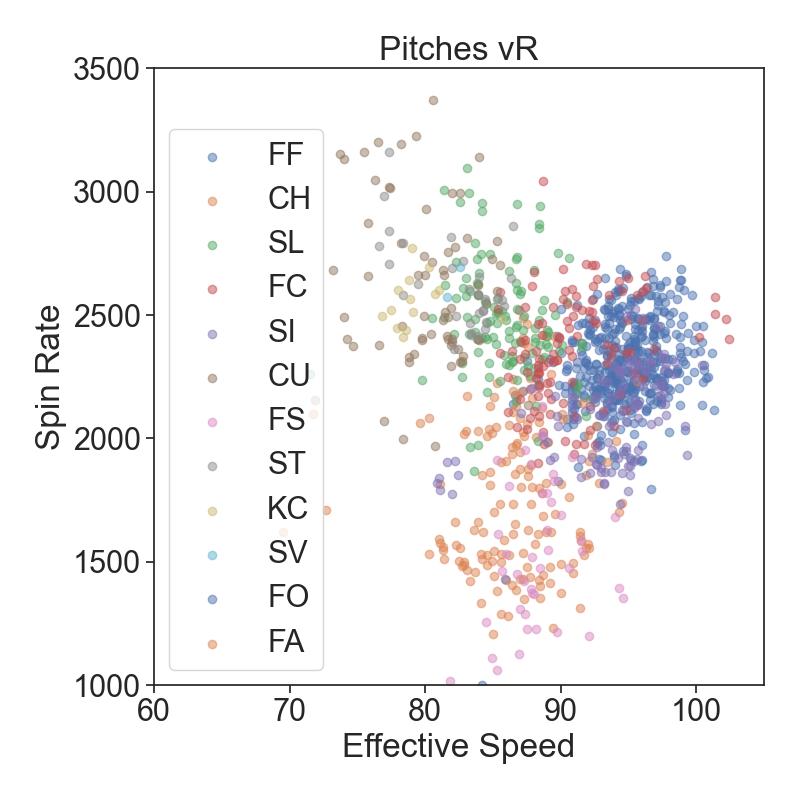 Pitches vR
3500
3000
2500
2000
1500
1000
Spin Rate
FF
CH
SL
FC
SI
CU
FS
ST
KC
SV
FO
FA
60 70 80 90 100
Effective Speed